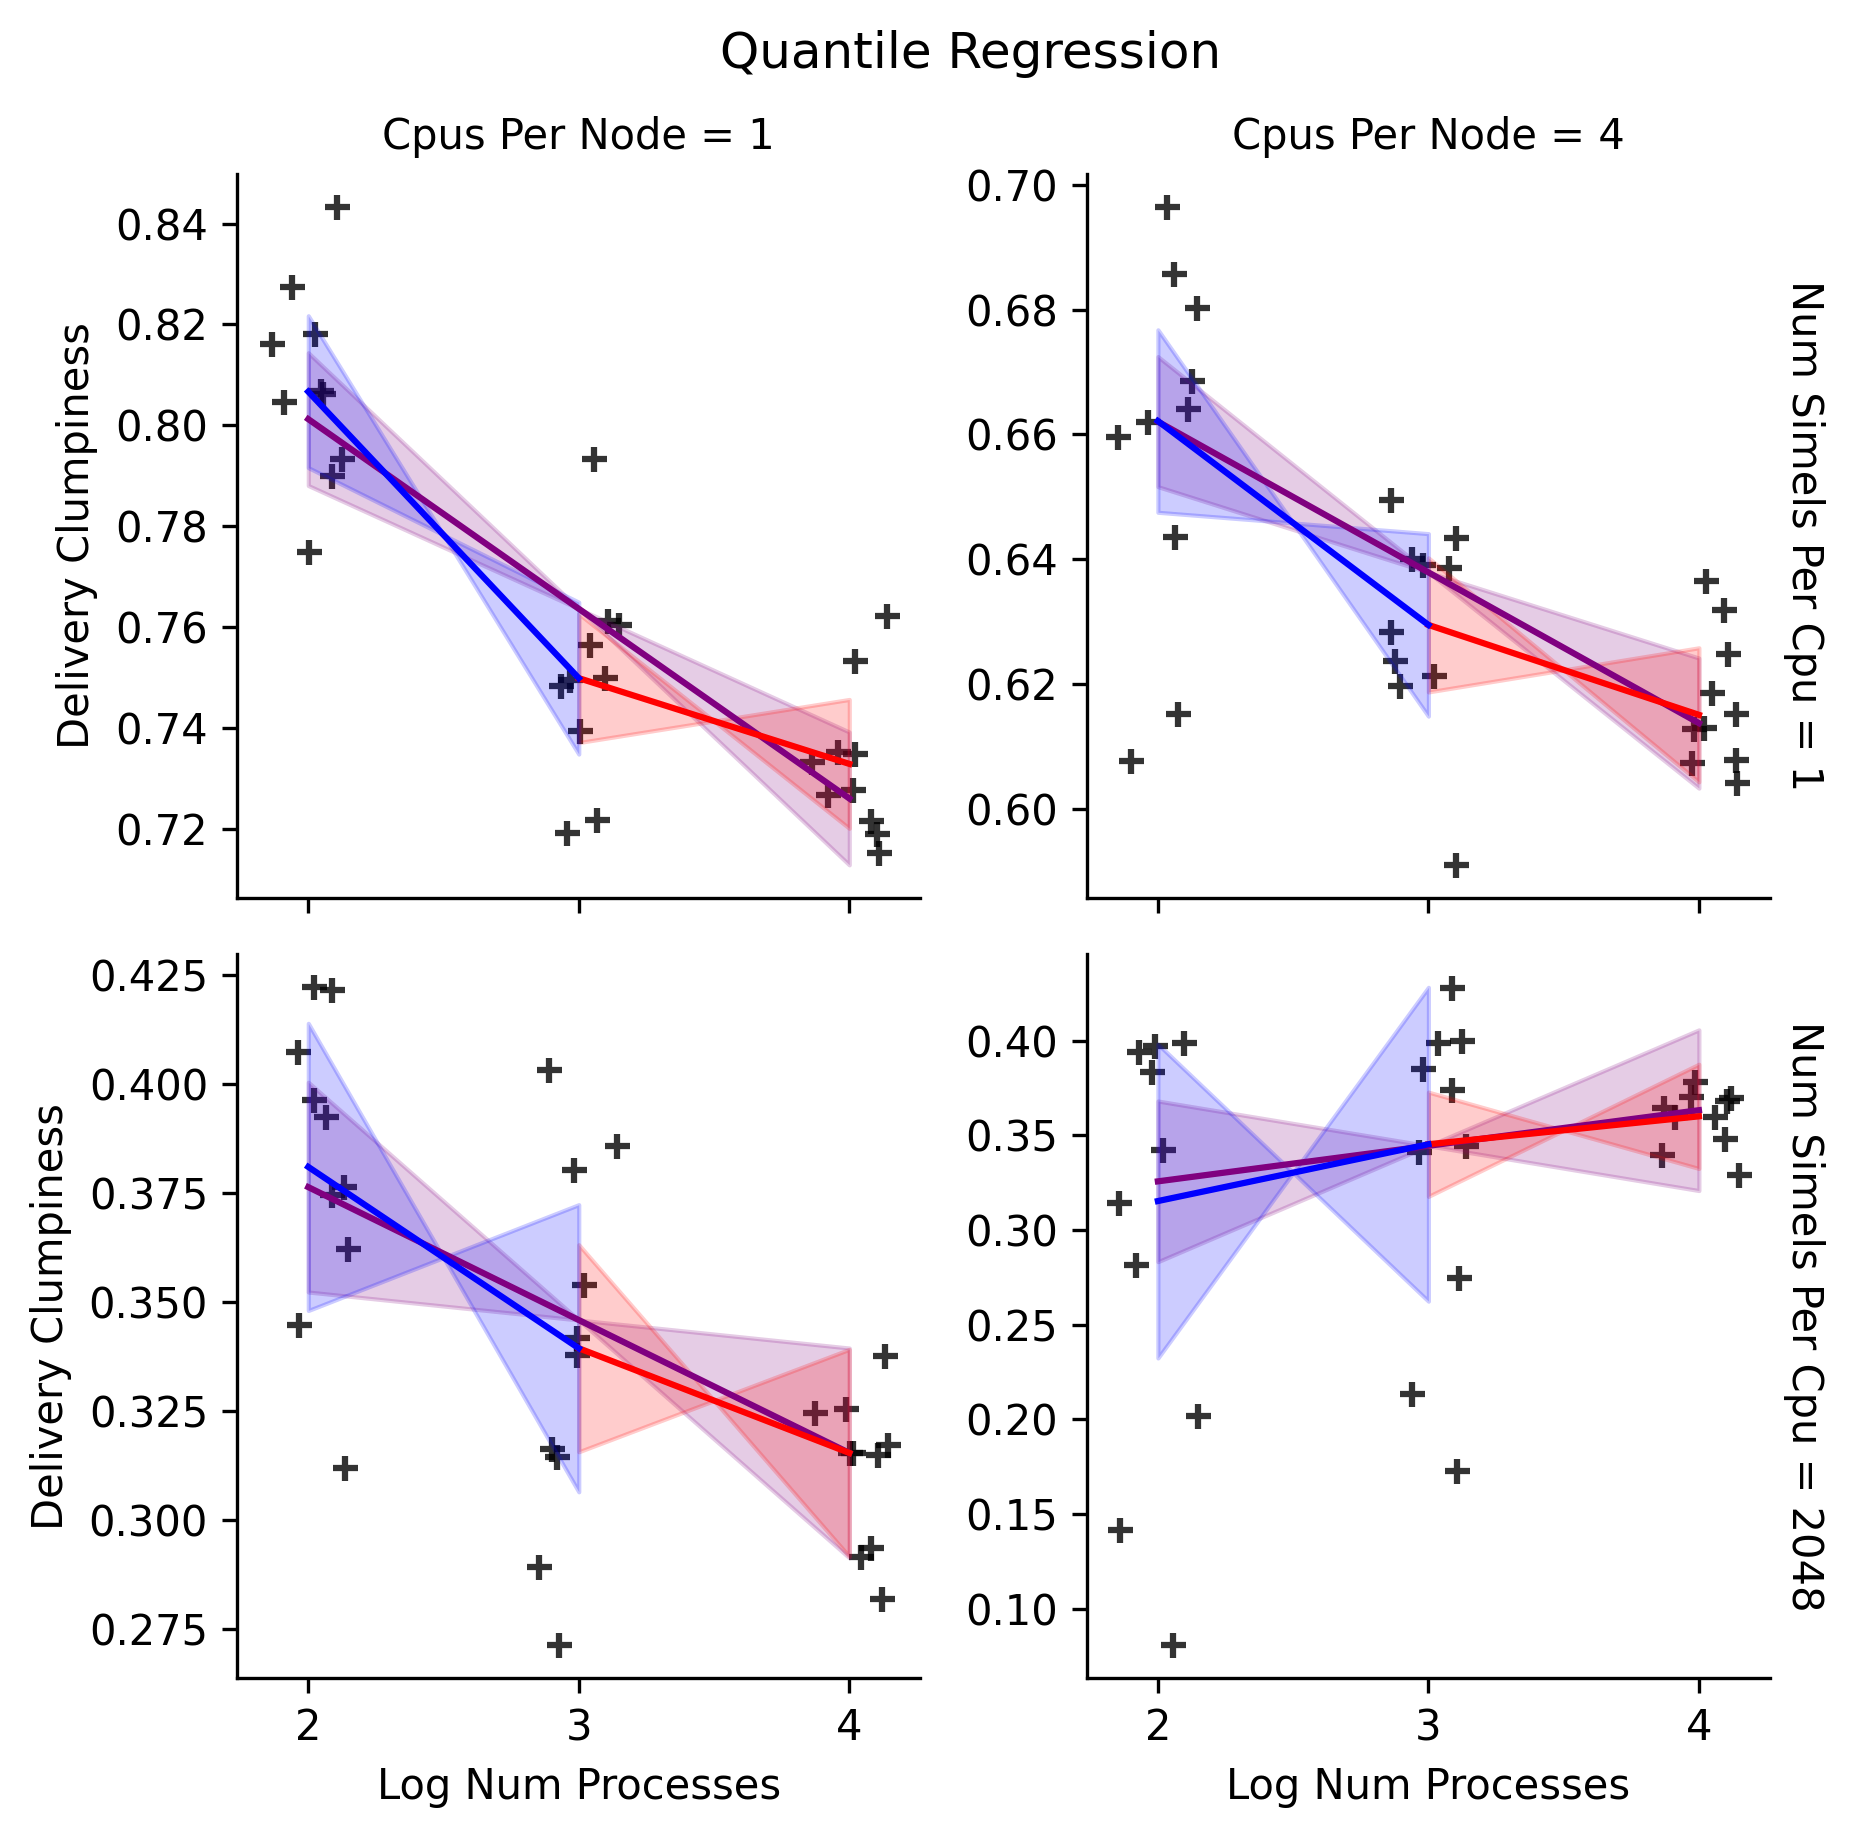 Quantile Regression
Cpus Per Node = 1
Cpus Per Node = 4
Delivery Clumpiness
0.84
0.82
0.80
0.78
0.76
0.74
0.72
0.70
0.68
0.66
0.64
0.62
0.60
Num Simels Per Cpu = 1
Delivery Clumpiness
0.425
0.400
0.375
0.350
0.325
0.300
0.275
0.40
0.35
0.30
0.25
0.20
0.15
0.10
Num Simels Per Cpu = 2048
2 3 4
2 3 4
Log Num Processes
Log Num Processes